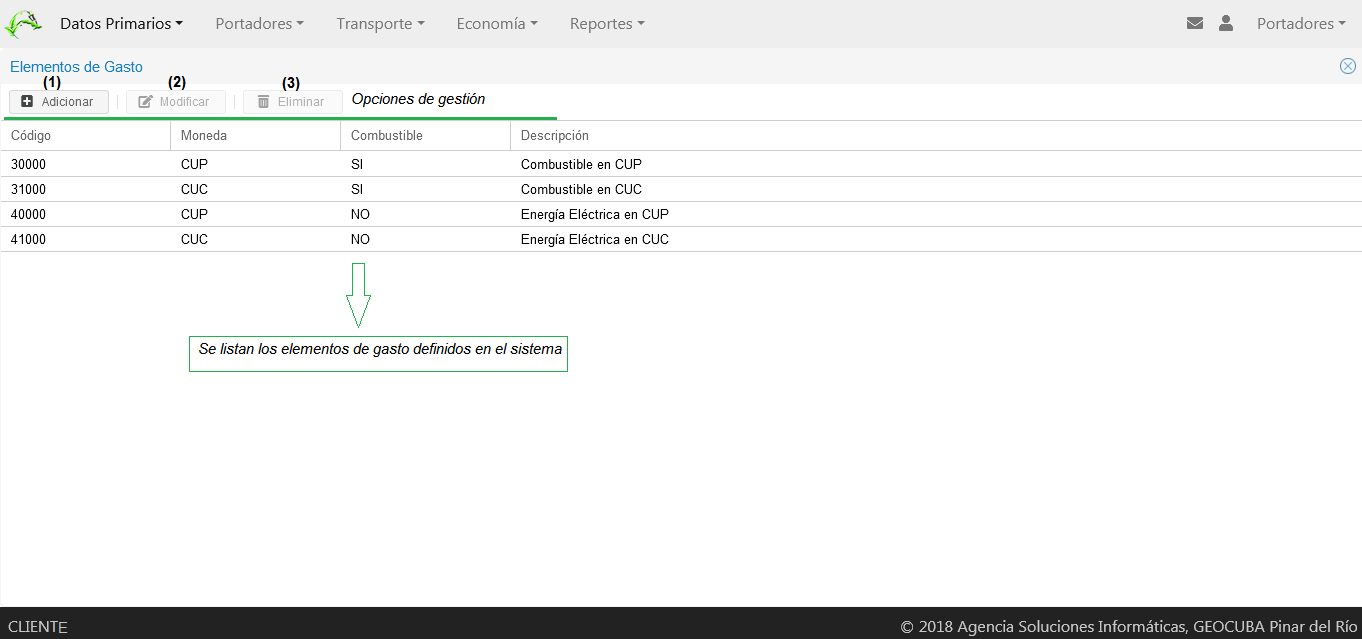 Datos Primarios Portadores Transporte Economía Reportes Portadores
Elementos de Gasto
(1) (2) (3)
Adicionar Modificar Eliminar Opciones de gestión
Código Moneda Combustible Descripción
30000 CUP SI Combustible en CUP
31000 CUC SI Combustible en CUC
40000 CUP NO Energía Eléctrica en CUP
41000 CUC NO Energía Eléctrica en CUC
Se listan los elementos de gasto definidos en el sistema
CLIENTE © 2018 Agencia Soluciones Informáticas, GEOCUBA Pinar del Río